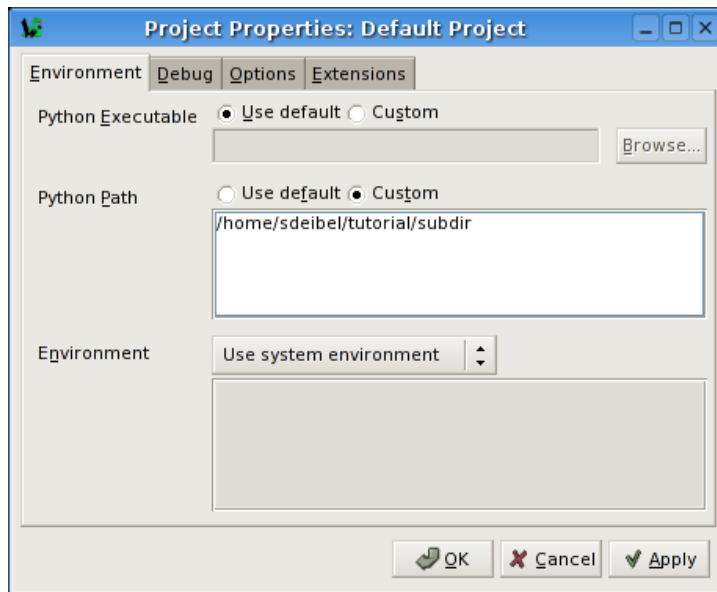 Project Properties: Default Project
Environment Debug Options Extensions
Python Executable Use default Custom
Browse...
Python Path Use default Custom
/home/sdeibel/tutorial/subdir
Environment Use system environment
OK Cancel Apply